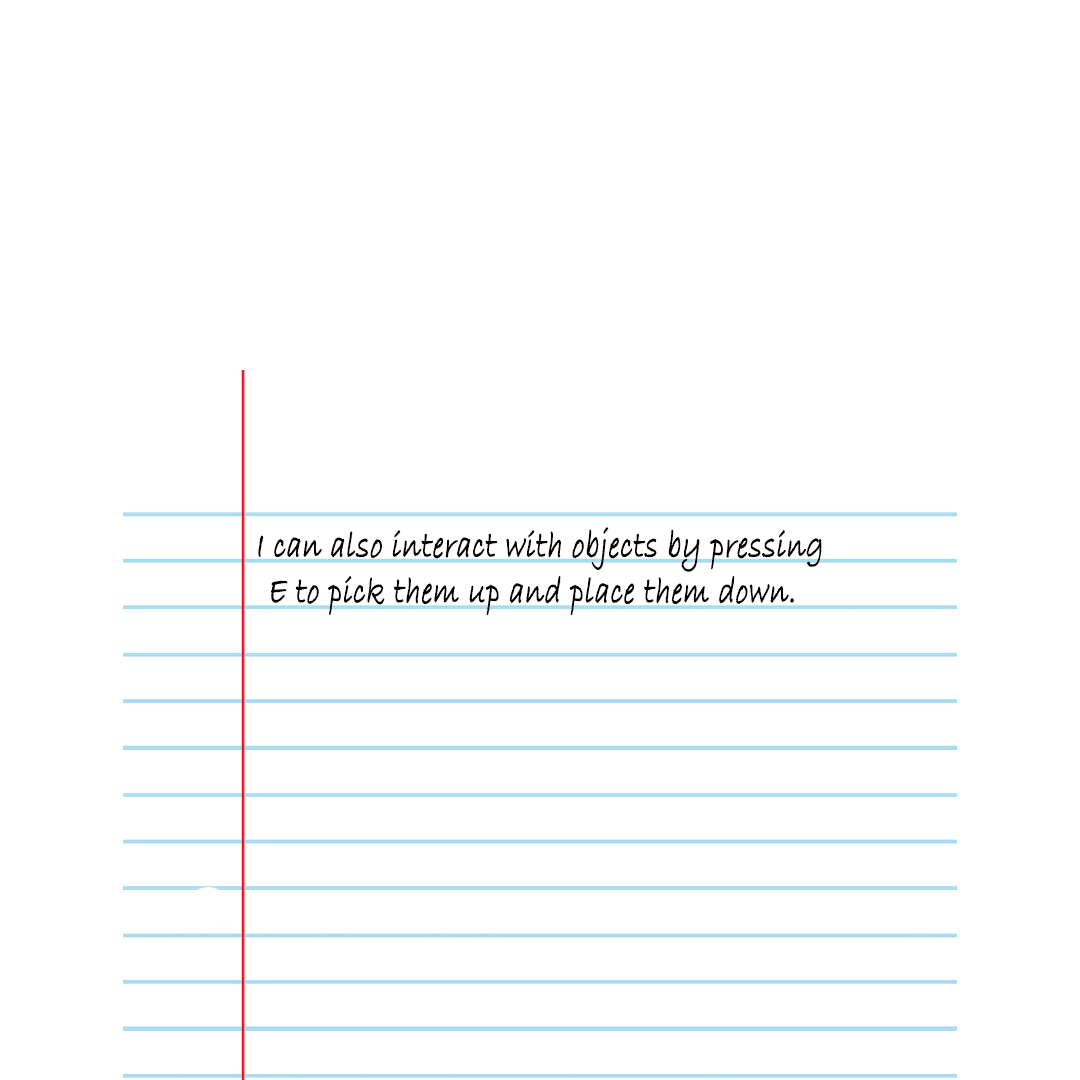 I can also interact with objects by pressing
E to pick them up and place them down.